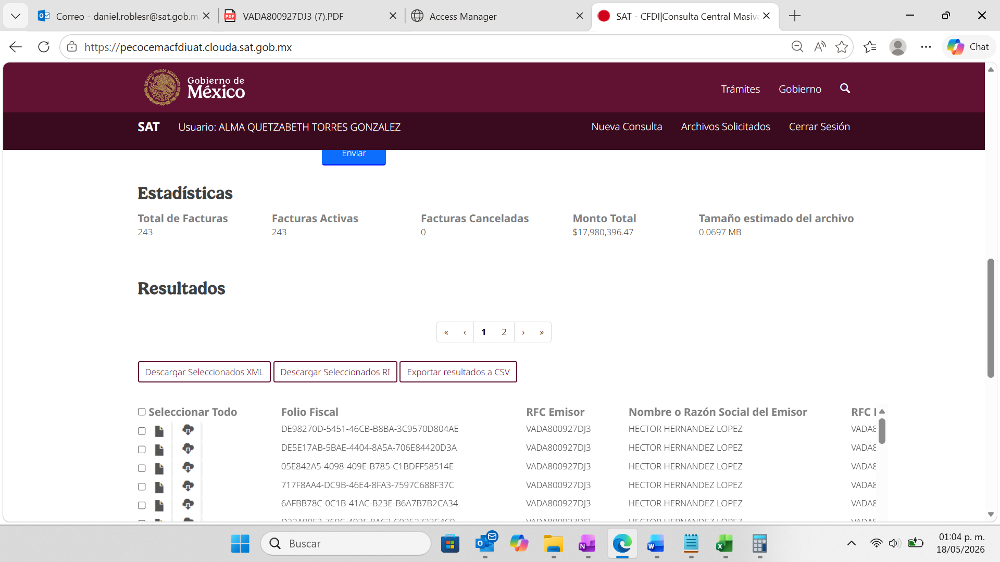 Correo - daniel.roblesr@sat.gob.m
VADA800927DJ3 (7).PDF
Access Manager
SAT - CFDI|Consulta Central Masiva
https://pecocemacfdiuat.clouda.sat.gob.mx
Chat
Gobierno de
México
Trámites
Gobierno
SAT
Usuario: ALMA QUETZABETH TORRES GONZALEZ
Nueva Consulta
Archivos Solicitados
Cerrar Sesión
Enviar
Estadísticas
Total de Facturas
Facturas Activas
Facturas Canceladas
Monto Total
Tamaño estimado del archivo
243
243
0
$17,980,396.47
0.0697 MB
Resultados
«
‹
1
2
›
»
Descargar Seleccionados XML
Descargar Seleccionados RI
Exportar resultados a CSV
Seleccionar Todo
Folio Fiscal
RFC Emisor
Nombre o Razón Social del Emisor
RFC
DE98270D-5451-46CB-B8BA-3C9570D804AE
VADA800927DJ3
HECTOR HERNANDEZ LOPEZ
VADA8
DE5E17AB-5BAE-4404-8A5A-706E84420D3A
VADA800927DJ3
HECTOR HERNANDEZ LOPEZ
VADA8
05E842A5-4098-409E-B785-C1BDFF58514E
VADA800927DJ3
HECTOR HERNANDEZ LOPEZ
VADA8
717F8AA4-DC9B-46E4-8FA3-7597C688F37C
VADA800927DJ3
HECTOR HERNANDEZ LOPEZ
VADA8
6AFBB78C-0C1B-41AC-B23E-B6A7B7B2CA34
VADA800927DJ3
HECTOR HERNANDEZ LOPEZ
VADA8
VADA800927DJ3
HECTOR HERNANDEZ LOPEZ
VADA8
Buscar
01:04 p. m.
18/05/2026